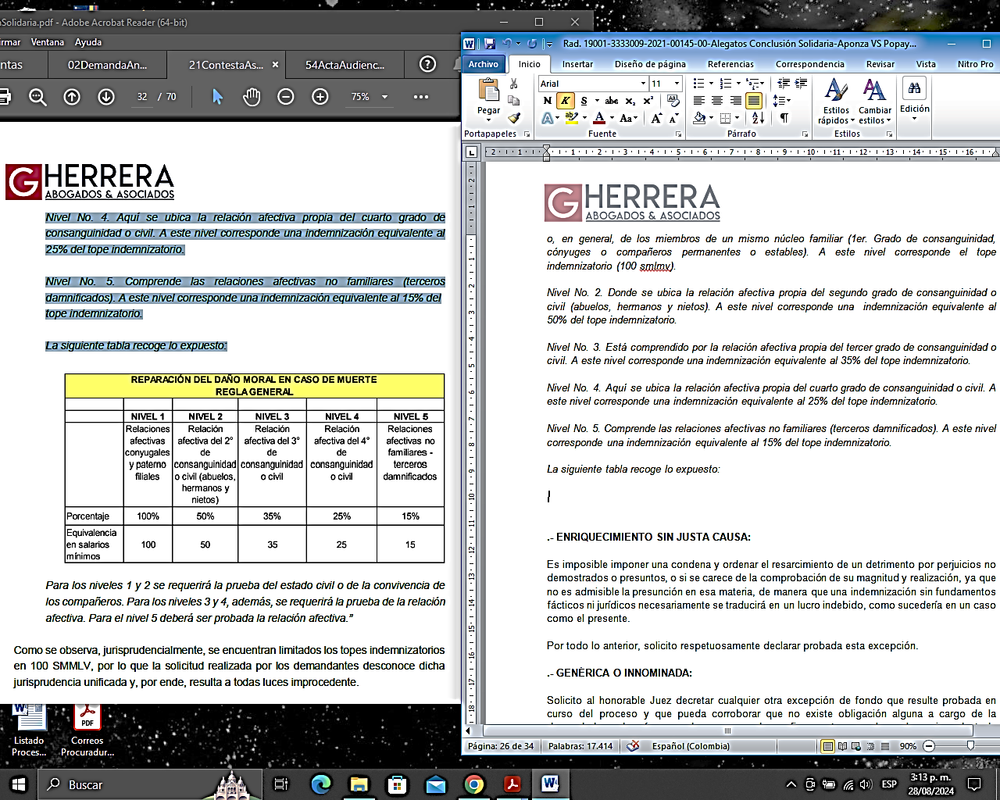 Solidaria.pdf - Adobe Acrobat Reader (64-bit)
rmar Ventana Ayuda
ntas 02DemandaAn... 21ContestaAs... × 54ActaAudienc...
32 / 70 75%
G HERRERA
ABOGADOS & ASOCIADOS
Nivel No. 4. Aquí se ubica la relación afectiva propia del cuarto grado de
consanguinidad o civil. A este nivel corresponde una indemnización equivalente al
25% del tope indemnizatorio.
Nivel No. 5. Comprende las relaciones afectivas no familiares (terceros
damnificados). A este nivel corresponde una indemnización equivalente al 15% del
tope indemnizatorio.
La siguiente tabla recoge lo expuesto:
REPARACIÓN DEL DAÑO MORAL EN CASO DE MUERTE
REGLA GENERAL
NIVEL 1 NIVEL 2 NIVEL 3 NIVEL 4 NIVEL 5
Relaciones Relación Relación Relación Relaciones
afectivas afectiva del 2° afectiva del 3° afectiva del 4° afectivas no
conyugales de de de familiares -
y paterno consanguinidad consanguinidad consanguinidad terceros
filiales o civil (abuelos, o civil o civil damnificados
hermanos y
nietos)
Porcentaje 100% 50% 35% 25% 15%
Equivalencia
en salarios 100 50 35 25 15
mínimos
Para los niveles 1 y 2 se requerirá la prueba del estado civil o de la convivencia de
los compañeros. Para los niveles 3 y 4, además, se requerirá la prueba de la relación
afectiva. Para el nivel 5 deberá ser probada la relación afectiva.”
Como se observa, jurisprudencialmente, se encuentran limitados los topes indemnizatorios
en 100 SMMLV, por lo que la solicitud realizada por los demandantes desconoce dicha
jurisprudencia unificada y, por ende, resulta a todas luces improcedente.
Rad. 19001-3333009-2021-00145-00-Alegatos Conclusión Solidaria-Aponza VS Popay...
Archivo Inicio Insertar Diseño de página Referencias Correspondencia Revisar Vista Nitro Pro
Arial 11
Pegar
N K S abc x₂ x²
A ab A Aa A A
Estilos rápidos Cambiar estilos Edición
Portapapeles Fuente Párrafo Estilos
2 1 1 2 3 4 5 6 7 8 9 10 11 12 13 14 15 16
G HERRERA
ABOGADOS & ASOCIADOS
o, en general, de los miembros de un mismo núcleo familiar (1er. Grado de consanguinidad,
cónyuges o compañeros permanentes o estables). A este nivel corresponde el tope
indemnizatorio (100 smlmv).
Nivel No. 2. Donde se ubica la relación afectiva propia del segundo grado de consanguinidad o
civil (abuelos, hermanos y nietos). A este nivel corresponde una indemnización equivalente al
50% del tope indemnizatorio.
Nivel No. 3. Está comprendido por la relación afectiva propia del tercer grado de consanguinidad o
civil. A este nivel corresponde una indemnización equivalente al 35% del tope indemnizatorio.
Nivel No. 4. Aquí se ubica la relación afectiva propia del cuarto grado de consanguinidad o civil. A
este nivel corresponde una indemnización equivalente al 25% del tope indemnizatorio.
Nivel No. 5. Comprende las relaciones afectivas no familiares (terceros damnificados). A este nivel
corresponde una indemnización equivalente al 15% del tope indemnizatorio.
La siguiente tabla recoge lo expuesto:
.- ENRIQUECIMIENTO SIN JUSTA CAUSA:
Es imposible imponer una condena y ordenar el resarcimiento de un detrimento por perjuicios no
demostrados o presuntos, o si se carece de la comprobación de su magnitud y realización, ya que
no es admisible la presunción en esa materia, de manera que una indemnización sin fundamentos
fácticos ni jurídicos necesariamente se traducirá en un lucro indebido, como sucedería en un caso
como el presente.
Por todo lo anterior, solicito respetuosamente declarar probada esta excepción.
.- GENÉRICA O INNOMINADA:
Solicito al honorable Juez decretar cualquier otra excepción de fondo que resulte probada en
curso del proceso y que pueda corroborar que no existe obligación alguna a cargo de la
Página: 26 de 34 Palabras: 17.414 Español (Colombia) 90%
Listado
Proces...
PDF
Correos
Procuradur...
Buscar
ESP
3:13 p. m.
28/08/2024